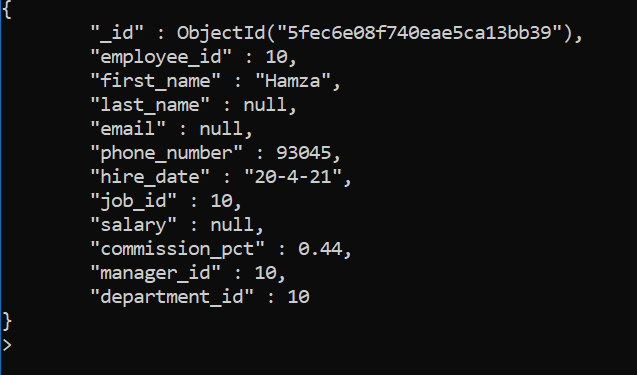 {
"_id" : ObjectId("5fec6e08f740eae5ca13bb39"),
"employee_id" : 10,
"first_name" : "Hamza",
"last_name" : null,
"email" : null,
"phone_number" : 93045,
"hire_date" : "20-4-21",
"job_id" : 10,
"salary" : null,
"commission_pct" : 0.44,
"manager_id" : 10,
"department_id" : 10
}
>